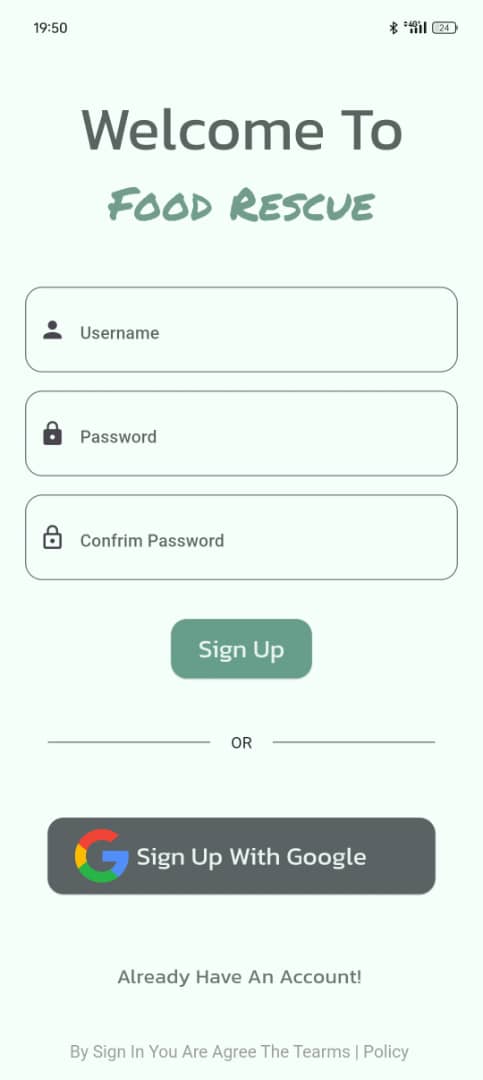 19:50
4G
24
Welcome To
FOOD RESCUE
Username
Password
Confrim Password
Sign Up
OR
Sign Up With Google
Already Have An Account!
By Sign In You Are Agree The Tearms | Policy